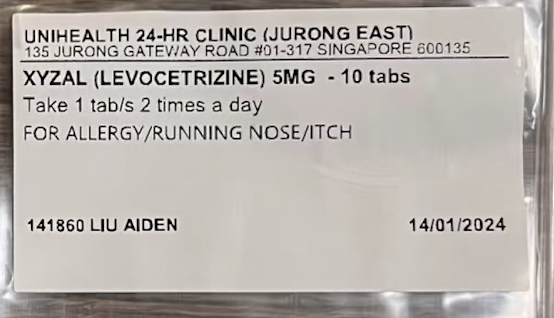 UNIHEALTH 24-HR CLINIC (JURONG EAST)
135 JURONG GATEWAY ROAD #01-317 SINGAPORE 600135
XYZAL (LEVOCETRIZINE) 5MG - 10 tabs
Take 1 tab/s 2 times a day
FOR ALLERGY/RUNNING NOSE/ITCH
141860 LIU AIDEN 14/01/2024